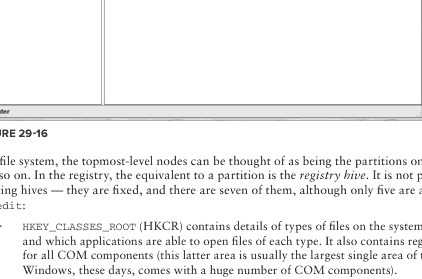 ter
RE 29-16
file system, the topmost-level nodes can be thought of as being the partitions on
so on. In the registry, the equivalent to a partition is the registry hive. It is not p
ing hives — they are fixed, and there are seven of them, although only five are a
edit:
HKEY_CLASSES_ROOT (HKCR) contains details of types of files on the system
and which applications are able to open files of each type. It also contains reg
for all COM components (this latter area is usually the largest single area of t
Windows, these days, comes with a huge number of COM components).